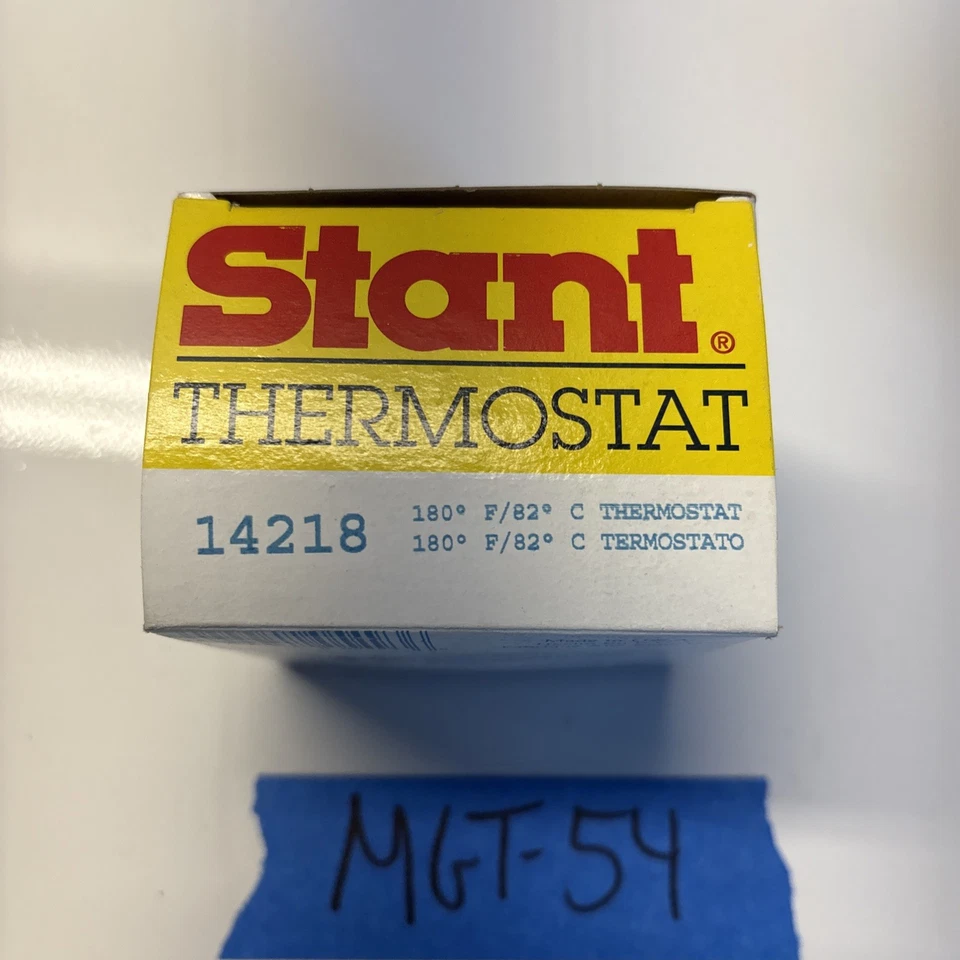 Stant®
THERMOSTAT
14218
180° F/82° C THERMOSTAT
180° F/82° C TERMOSTATO
MGT-54